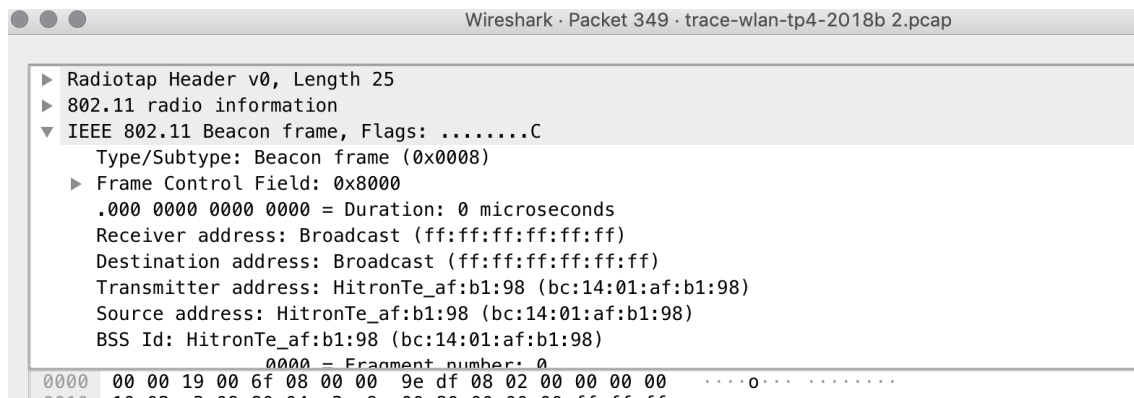 Wireshark · Packet 349 · trace-wlan-tp4-2018b 2.pcap
Radiotap Header v0, Length 25
802.11 radio information
IEEE 802.11 Beacon frame, Flags: ........C
Type/Subtype: Beacon frame (0x0008)
Frame Control Field: 0x8000
.000 0000 0000 0000 = Duration: 0 microseconds
Receiver address: Broadcast (ff:ff:ff:ff:ff:ff)
Destination address: Broadcast (ff:ff:ff:ff:ff:ff)
Transmitter address: HitronTe_af:b1:98 (bc:14:01:af:b1:98)
Source address: HitronTe_af:b1:98 (bc:14:01:af:b1:98)
BSS Id: HitronTe_af:b1:98 (bc:14:01:af:b1:98)
0000 = Fragment number: 0
0000 00 00 19 00 6f 08 00 00 9e df 08 02 00 00 00 00 ····o··· ········